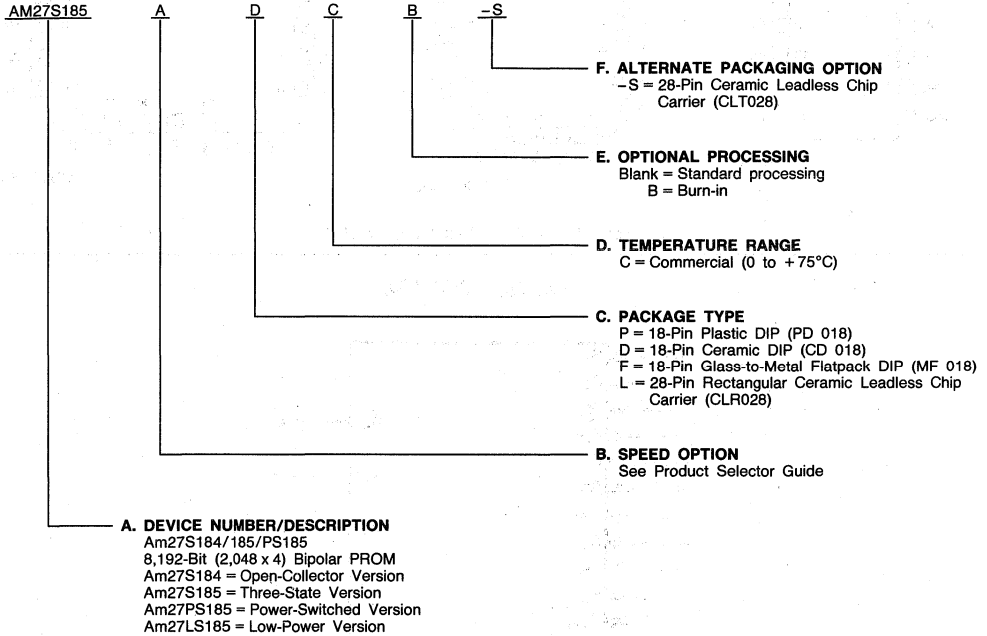 AM27S185 A D C B -S
F. ALTERNATE PACKAGING OPTION
-S = 28-Pin Ceramic Leadless Chip
Carrier (CLT028)
E. OPTIONAL PROCESSING
Blank = Standard processing
B = Burn-in
D. TEMPERATURE RANGE
C = Commercial (0 to +75°C)
C. PACKAGE TYPE
P = 18-Pin Plastic DIP (PD 018)
D = 18-Pin Ceramic DIP (CD 018)
F = 18-Pin Glass-to-Metal Flatpack DIP (MF 018)
L = 28-Pin Rectangular Ceramic Leadless Chip
Carrier (CLR028)
B. SPEED OPTION
See Product Selector Guide
A. DEVICE NUMBER/DESCRIPTION
Am27S184/185/PS185
8,192-Bit (2,048 x 4) Bipolar PROM
Am27S184 = Open-Collector Version
Am27S185 = Three-State Version
Am27PS185 = Power-Switched Version
Am27LS185 = Low-Power Version